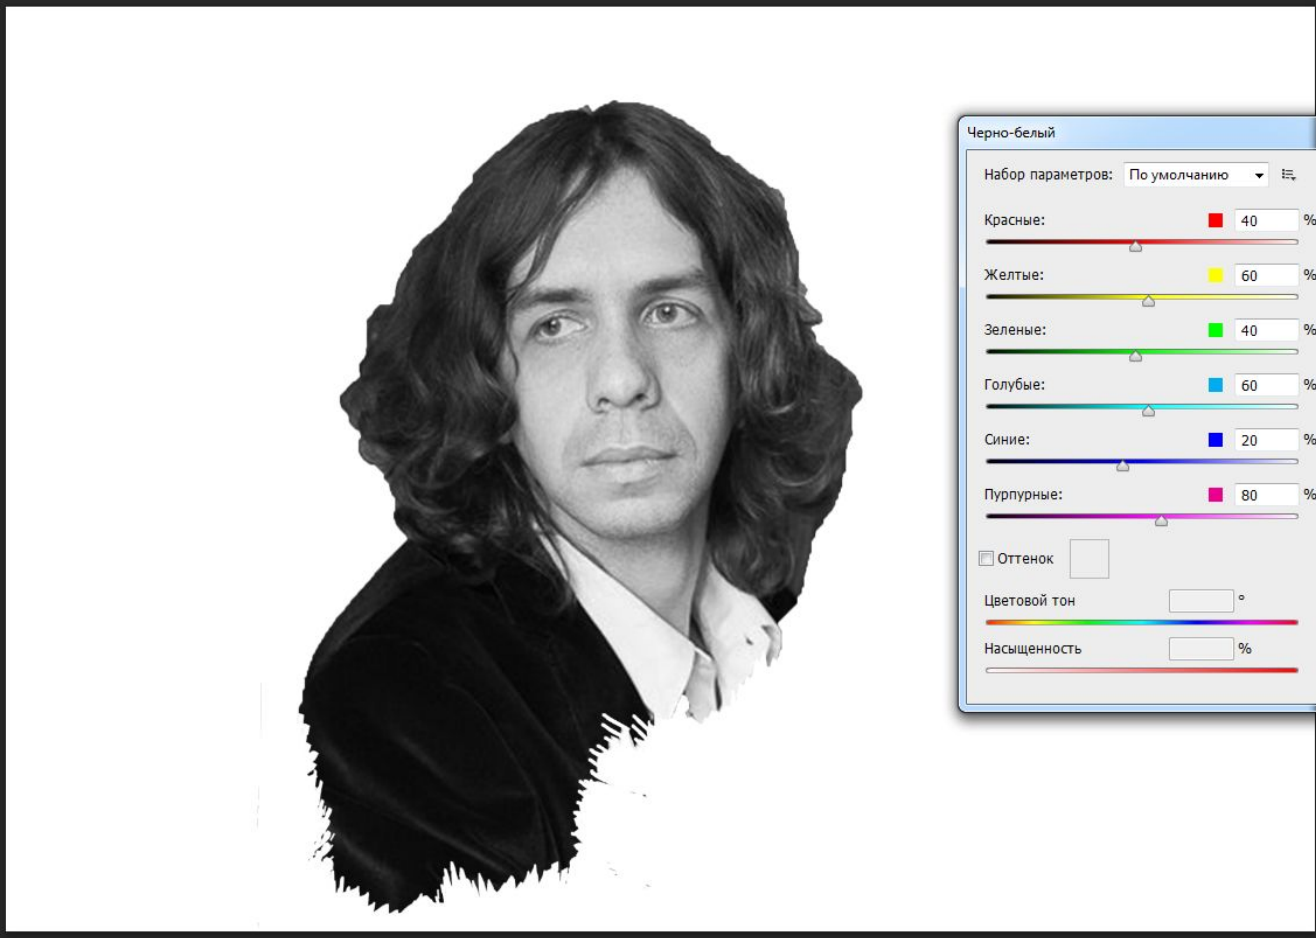 Черно-белый
Набор параметров: По умолчанию
Красные: 40 %
Желтые: 60 %
Зеленые: 40 %
Голубые: 60 %
Синие: 20 %
Пурпурные: 80 %
Оттенок
Цветовой тон °
Насыщенность %